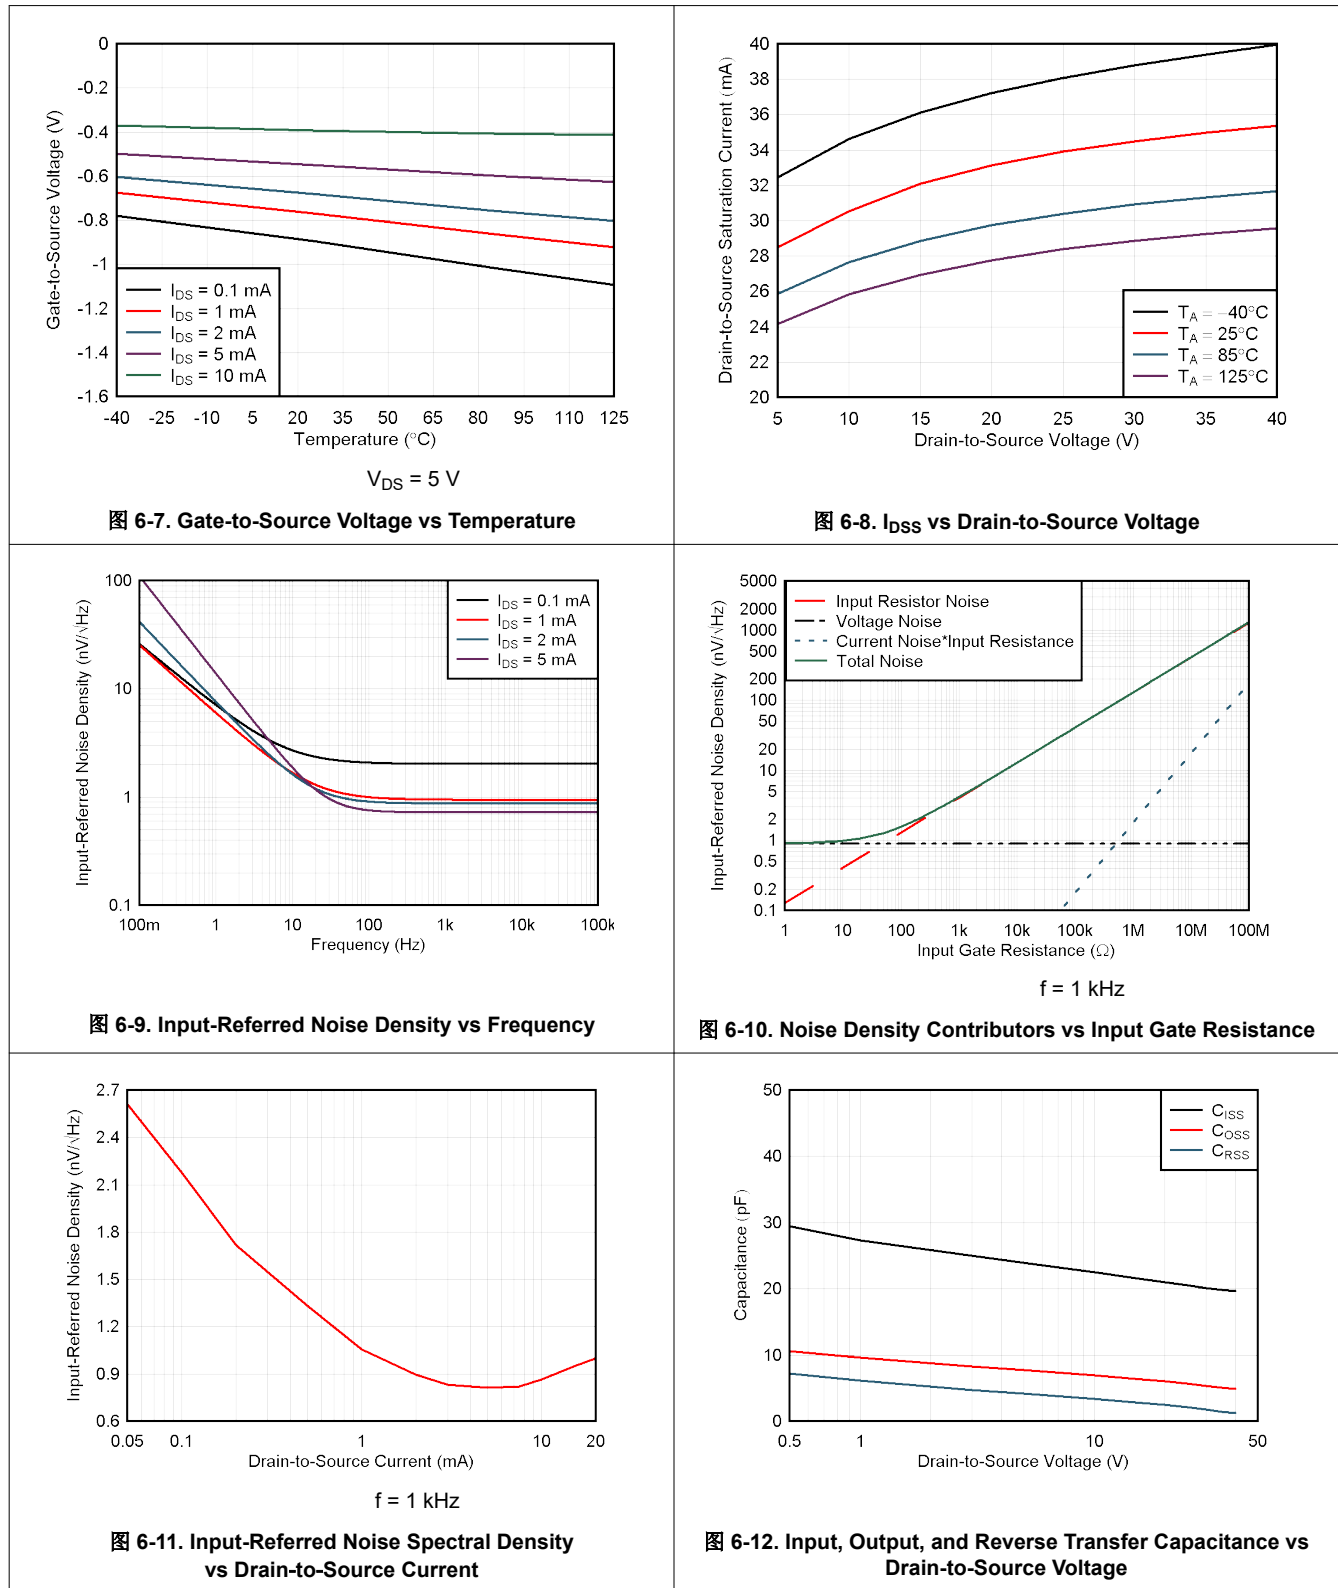 0
-0.2
-0.4
-0.6
-0.8
-1
-1.2
-1.4
-1.6
Gate-to-Source Voltage (V)
IDS = 0.1 mA
IDS = 1 mA
IDS = 2 mA
IDS = 5 mA
IDS = 10 mA
-40 -25 -10 5 20 35 50 65 80 95 110 125
Temperature (°C)
VDS = 5 V
图 6-7. Gate-to-Source Voltage vs Temperature
40
38
36
34
32
30
28
26
24
22
20
Drain-to-Source Saturation Current (mA)
TA = −40°C
TA = 25°C
TA = 85°C
TA = 125°C
5 10 15 20 25 30 35 40
Drain-to-Source Voltage (V)
图 6-8. IDSS vs Drain-to-Source Voltage
100
10
1
0.1
Input-Referred Noise Density (nV/√Hz)
IDS = 0.1 mA
IDS = 1 mA
IDS = 2 mA
IDS = 5 mA
100m 1 10 100 1k 10k 100k
Frequency (Hz)
图 6-9. Input-Referred Noise Density vs Frequency
5000
2000
1000
500
200
100
50
20
10
5
2
1
0.5
0.2
0.1
Input-Referred Noise Density (nV/√Hz)
Input Resistor Noise
Voltage Noise
Current Noise*Input Resistance
Total Noise
1 10 100 1k 10k 100k 1M 10M 100M
Input Gate Resistance (Ω)
f = 1 kHz
图 6-10. Noise Density Contributors vs Input Gate Resistance
2.7
2.4
2.1
1.8
1.5
1.2
0.9
0.6
Input-Referred Noise Density (nV/√Hz)
0.05 0.1 1 10 20
Drain-to-Source Current (mA)
f = 1 kHz
图 6-11. Input-Referred Noise Spectral Density
vs Drain-to-Source Current
50
40
30
20
10
0
Capacitance (pF)
CISS
COSS
CRSS
0.5 1 10 50
Drain-to-Source Voltage (V)
图 6-12. Input, Output, and Reverse Transfer Capacitance vs
Drain-to-Source Voltage